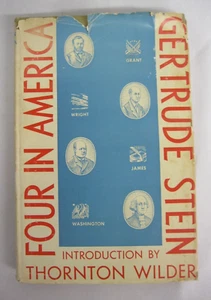 FOUR IN AMERICA
GERTRUDE STEIN
GRANT
WRIGHT
JAMES
WASHINGTON
INTRODUCTION BY
THORNTON WILDER